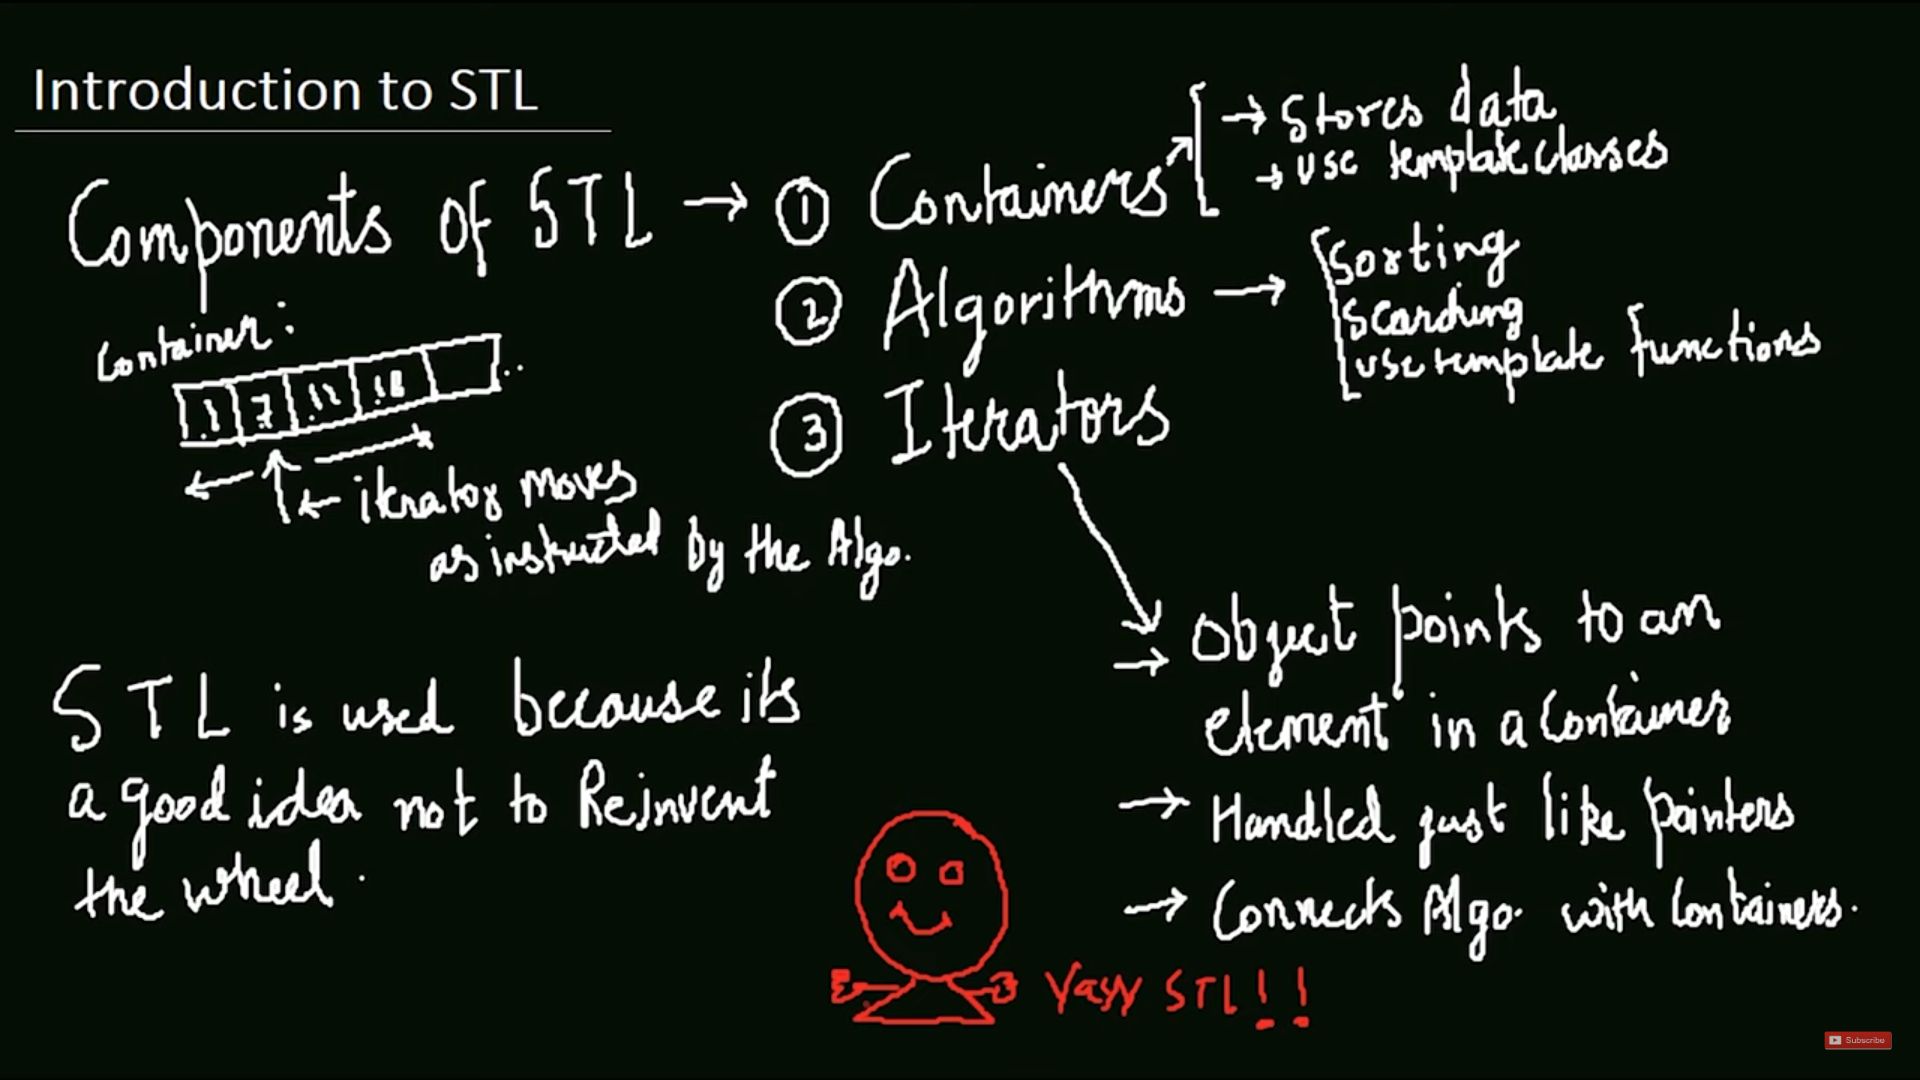 Introduction to STL
Components of STL → ① Containers
→ Stores data
→ use template classes
② Algorithms →
Sorting
Searching
use template functions
③ Iterators
Container:
1 7 11 18 ..
← iterator moves
as instructed by the Algo.
→ Object points to an
element in a Container
→ Handled just like pointers
→ Connects Algo. with Containers.
STL is used because its
a good idea not to Reinvent
the wheel.
Yayy STL!!
Subscribe